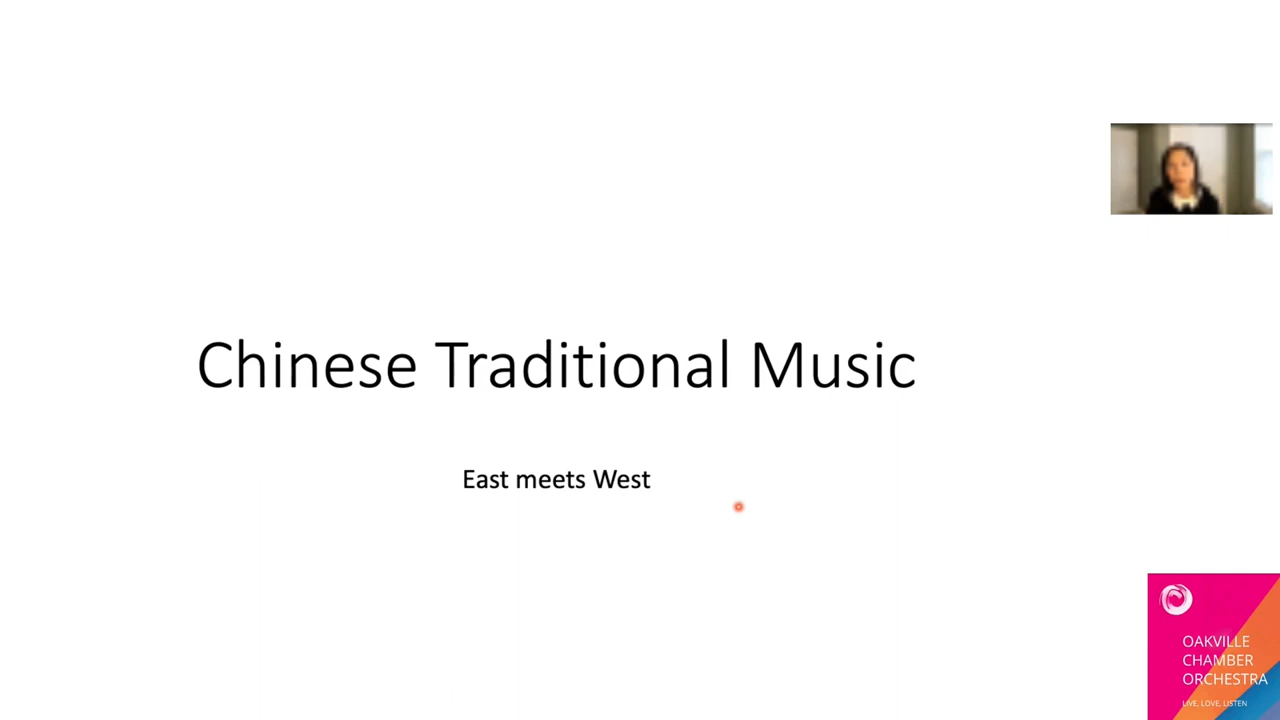 Chinese Traditional Music
East meets West
OAKVILLE
CHAMBER
ORCHESTRA
LIVE, LOVE, LISTEN